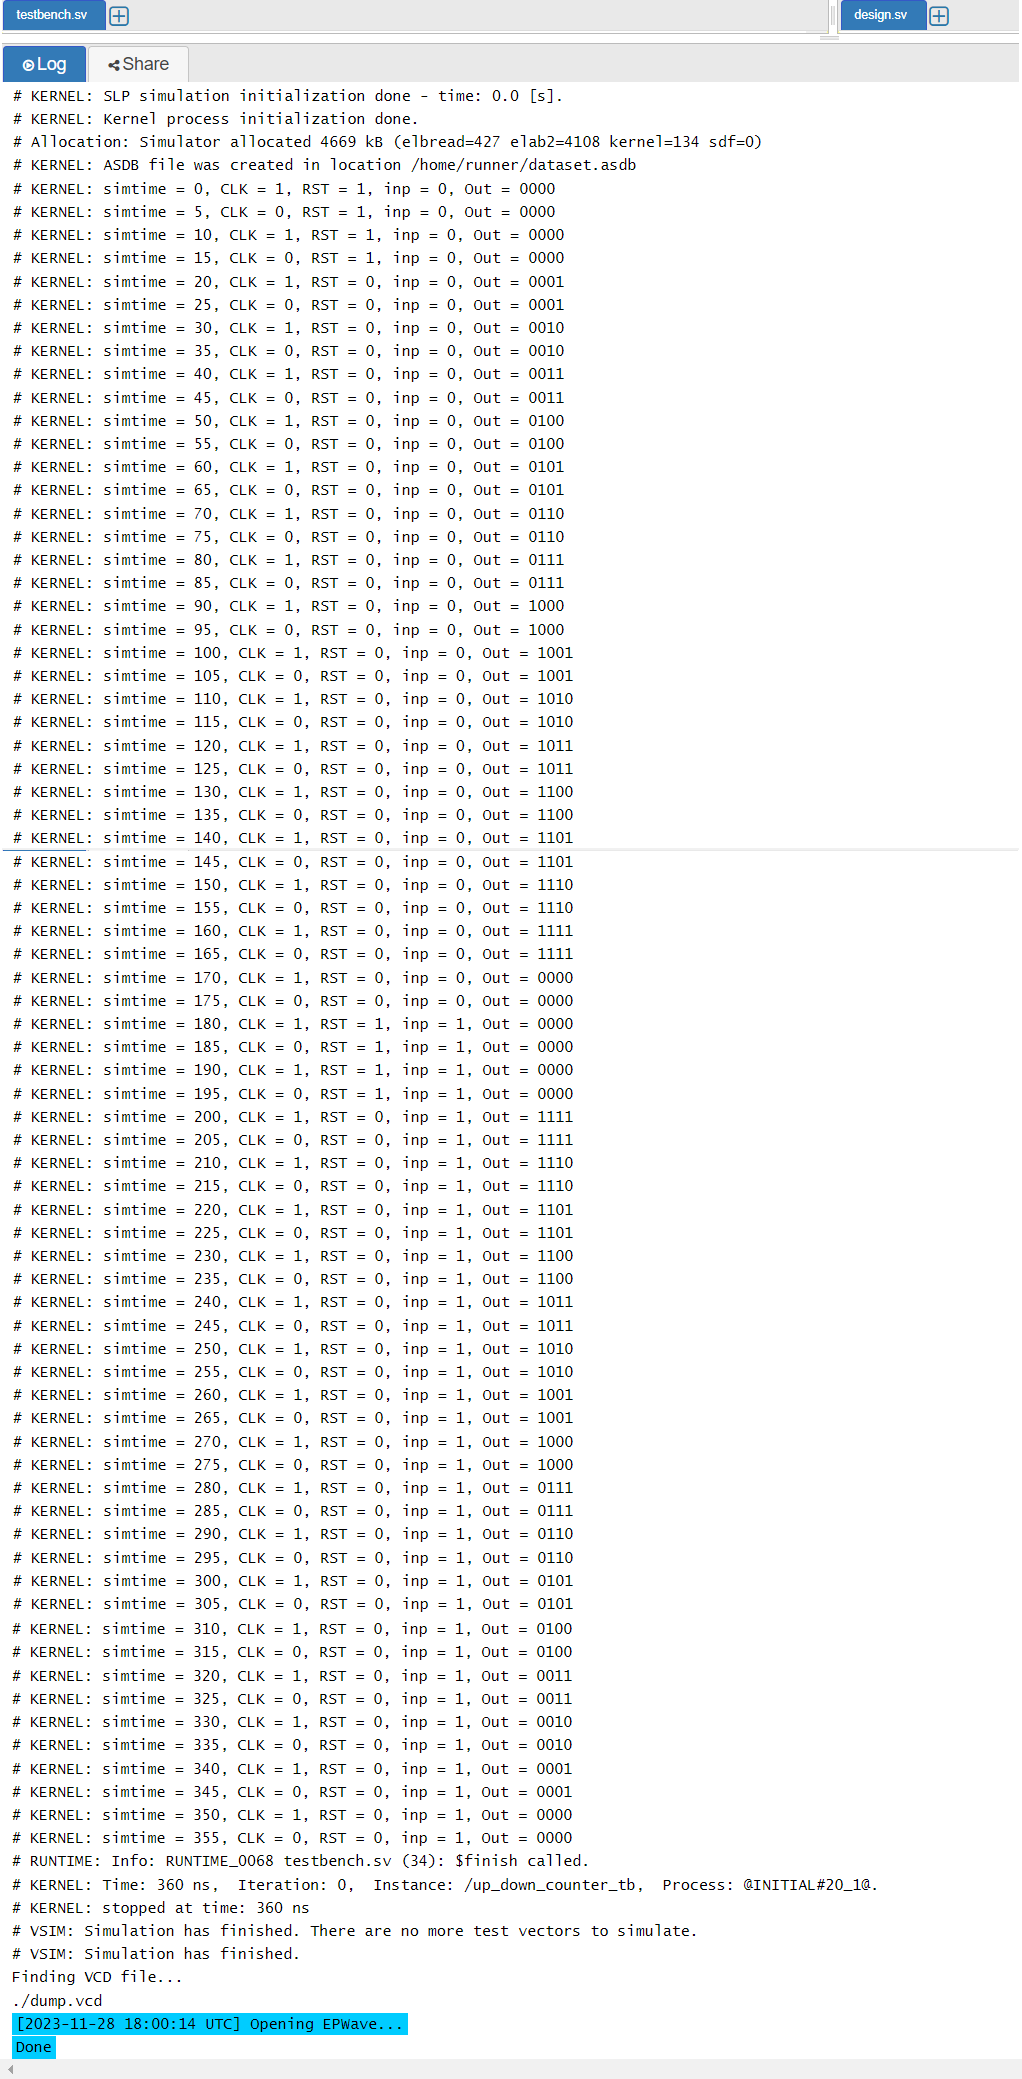 testbench.sv
design.sv
Log
Share
# KERNEL: SLP simulation initialization done - time: 0.0 [s].
# KERNEL: Kernel process initialization done.
# Allocation: Simulator allocated 4669 kB (elbread=427 elab2=4108 kernel=134 sdf=0)
# KERNEL: ASDB file was created in location /home/runner/dataset.asdb
# KERNEL: simtime = 0, CLK = 1, RST = 1, inp = 0, Out = 0000
# KERNEL: simtime = 5, CLK = 0, RST = 1, inp = 0, Out = 0000
# KERNEL: simtime = 10, CLK = 1, RST = 1, inp = 0, Out = 0000
# KERNEL: simtime = 15, CLK = 0, RST = 1, inp = 0, Out = 0000
# KERNEL: simtime = 20, CLK = 1, RST = 0, inp = 0, Out = 0001
# KERNEL: simtime = 25, CLK = 0, RST = 0, inp = 0, Out = 0001
# KERNEL: simtime = 30, CLK = 1, RST = 0, inp = 0, Out = 0010
# KERNEL: simtime = 35, CLK = 0, RST = 0, inp = 0, Out = 0010
# KERNEL: simtime = 40, CLK = 1, RST = 0, inp = 0, Out = 0011
# KERNEL: simtime = 45, CLK = 0, RST = 0, inp = 0, Out = 0011
# KERNEL: simtime = 50, CLK = 1, RST = 0, inp = 0, Out = 0100
# KERNEL: simtime = 55, CLK = 0, RST = 0, inp = 0, Out = 0100
# KERNEL: simtime = 60, CLK = 1, RST = 0, inp = 0, Out = 0101
# KERNEL: simtime = 65, CLK = 0, RST = 0, inp = 0, Out = 0101
# KERNEL: simtime = 70, CLK = 1, RST = 0, inp = 0, Out = 0110
# KERNEL: simtime = 75, CLK = 0, RST = 0, inp = 0, Out = 0110
# KERNEL: simtime = 80, CLK = 1, RST = 0, inp = 0, Out = 0111
# KERNEL: simtime = 85, CLK = 0, RST = 0, inp = 0, Out = 0111
# KERNEL: simtime = 90, CLK = 1, RST = 0, inp = 0, Out = 1000
# KERNEL: simtime = 95, CLK = 0, RST = 0, inp = 0, Out = 1000
# KERNEL: simtime = 100, CLK = 1, RST = 0, inp = 0, Out = 1001
# KERNEL: simtime = 105, CLK = 0, RST = 0, inp = 0, Out = 1001
# KERNEL: simtime = 110, CLK = 1, RST = 0, inp = 0, Out = 1010
# KERNEL: simtime = 115, CLK = 0, RST = 0, inp = 0, Out = 1010
# KERNEL: simtime = 120, CLK = 1, RST = 0, inp = 0, Out = 1011
# KERNEL: simtime = 125, CLK = 0, RST = 0, inp = 0, Out = 1011
# KERNEL: simtime = 130, CLK = 1, RST = 0, inp = 0, Out = 1100
# KERNEL: simtime = 135, CLK = 0, RST = 0, inp = 0, Out = 1100
# KERNEL: simtime = 140, CLK = 1, RST = 0, inp = 0, Out = 1101
# KERNEL: simtime = 145, CLK = 0, RST = 0, inp = 0, Out = 1101
# KERNEL: simtime = 150, CLK = 1, RST = 0, inp = 0, Out = 1110
# KERNEL: simtime = 155, CLK = 0, RST = 0, inp = 0, Out = 1110
# KERNEL: simtime = 160, CLK = 1, RST = 0, inp = 0, Out = 1111
# KERNEL: simtime = 165, CLK = 0, RST = 0, inp = 0, Out = 1111
# KERNEL: simtime = 170, CLK = 1, RST = 0, inp = 0, Out = 0000
# KERNEL: simtime = 175, CLK = 0, RST = 0, inp = 0, Out = 0000
# KERNEL: simtime = 180, CLK = 1, RST = 1, inp = 1, Out = 0000
# KERNEL: simtime = 185, CLK = 0, RST = 1, inp = 1, Out = 0000
# KERNEL: simtime = 190, CLK = 1, RST = 1, inp = 1, Out = 0000
# KERNEL: simtime = 195, CLK = 0, RST = 1, inp = 1, Out = 0000
# KERNEL: simtime = 200, CLK = 1, RST = 0, inp = 1, Out = 1111
# KERNEL: simtime = 205, CLK = 0, RST = 0, inp = 1, Out = 1111
# KERNEL: simtime = 210, CLK = 1, RST = 0, inp = 1, Out = 1110
# KERNEL: simtime = 215, CLK = 0, RST = 0, inp = 1, Out = 1110
# KERNEL: simtime = 220, CLK = 1, RST = 0, inp = 1, Out = 1101
# KERNEL: simtime = 225, CLK = 0, RST = 0, inp = 1, Out = 1101
# KERNEL: simtime = 230, CLK = 1, RST = 0, inp = 1, Out = 1100
# KERNEL: simtime = 235, CLK = 0, RST = 0, inp = 1, Out = 1100
# KERNEL: simtime = 240, CLK = 1, RST = 0, inp = 1, Out = 1011
# KERNEL: simtime = 245, CLK = 0, RST = 0, inp = 1, Out = 1011
# KERNEL: simtime = 250, CLK = 1, RST = 0, inp = 1, Out = 1010
# KERNEL: simtime = 255, CLK = 0, RST = 0, inp = 1, Out = 1010
# KERNEL: simtime = 260, CLK = 1, RST = 0, inp = 1, Out = 1001
# KERNEL: simtime = 265, CLK = 0, RST = 0, inp = 1, Out = 1001
# KERNEL: simtime = 270, CLK = 1, RST = 0, inp = 1, Out = 1000
# KERNEL: simtime = 275, CLK = 0, RST = 0, inp = 1, Out = 1000
# KERNEL: simtime = 280, CLK = 1, RST = 0, inp = 1, Out = 0111
# KERNEL: simtime = 285, CLK = 0, RST = 0, inp = 1, Out = 0111
# KERNEL: simtime = 290, CLK = 1, RST = 0, inp = 1, Out = 0110
# KERNEL: simtime = 295, CLK = 0, RST = 0, inp = 1, Out = 0110
# KERNEL: simtime = 300, CLK = 1, RST = 0, inp = 1, Out = 0101
# KERNEL: simtime = 305, CLK = 0, RST = 0, inp = 1, Out = 0101
# KERNEL: simtime = 310, CLK = 1, RST = 0, inp = 1, Out = 0100
# KERNEL: simtime = 315, CLK = 0, RST = 0, inp = 1, Out = 0100
# KERNEL: simtime = 320, CLK = 1, RST = 0, inp = 1, Out = 0011
# KERNEL: simtime = 325, CLK = 0, RST = 0, inp = 1, Out = 0011
# KERNEL: simtime = 330, CLK = 1, RST = 0, inp = 1, Out = 0010
# KERNEL: simtime = 335, CLK = 0, RST = 0, inp = 1, Out = 0010
# KERNEL: simtime = 340, CLK = 1, RST = 0, inp = 1, Out = 0001
# KERNEL: simtime = 345, CLK = 0, RST = 0, inp = 1, Out = 0001
# KERNEL: simtime = 350, CLK = 1, RST = 0, inp = 1, Out = 0000
# KERNEL: simtime = 355, CLK = 0, RST = 0, inp = 1, Out = 0000
# RUNTIME: Info: RUNTIME_0068 testbench.sv (34): $finish called.
# KERNEL: Time: 360 ns,  Iteration: 0,  Instance: /up_down_counter_tb,  Process: @INITIAL#20_1@.
# KERNEL: stopped at time: 360 ns
# VSIM: Simulation has finished. There are no more test vectors to simulate.
# VSIM: Simulation has finished.
Finding VCD file...
./dump.vcd
[2023-11-28 18:00:14 UTC] Opening EPWave...
Done